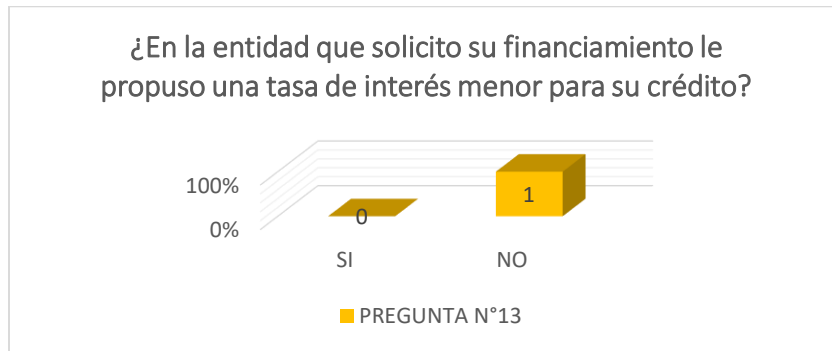 ¿En la entidad que solicito su financiamiento le
propuso una tasa de interés menor para su crédito?
100%
0%
0
1
SI
NO
PREGUNTA N°13